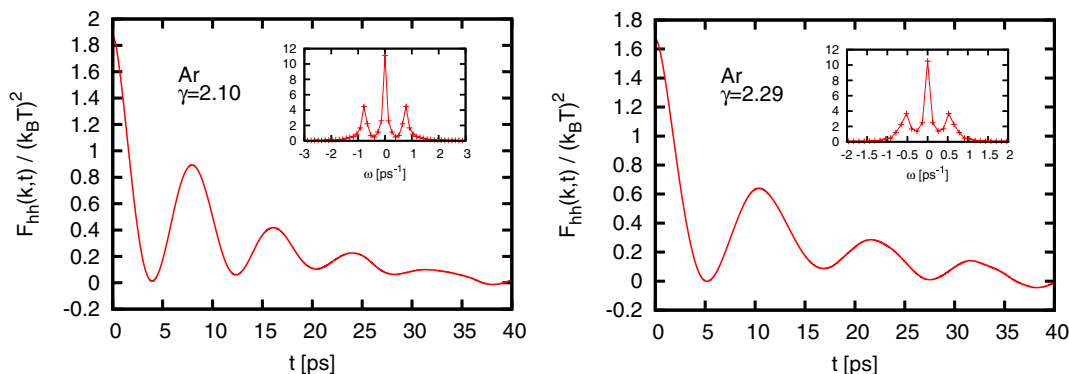 F_hh(k,t) / (k_BT)^2
2
1.8
1.6
1.4
1.2
1
0.8
0.6
0.4
0.2
0
-0.2
0 5 10 15 20 25 30 35 40
t [ps]
Ar
γ=2.10
12
10
8
6
4
2
0
-3 -2 -1 0 1 2 3
ω [ps⁻¹]
F_hh(k,t) / (k_BT)^2
1.8
1.6
1.4
1.2
1
0.8
0.6
0.4
0.2
0
-0.2
0 5 10 15 20 25 30 35 40
t [ps]
Ar
γ=2.29
12
10
8
6
4
2
0
-2 -1.5 -1 -0.5 0 0.5 1 1.5 2
ω [ps⁻¹]